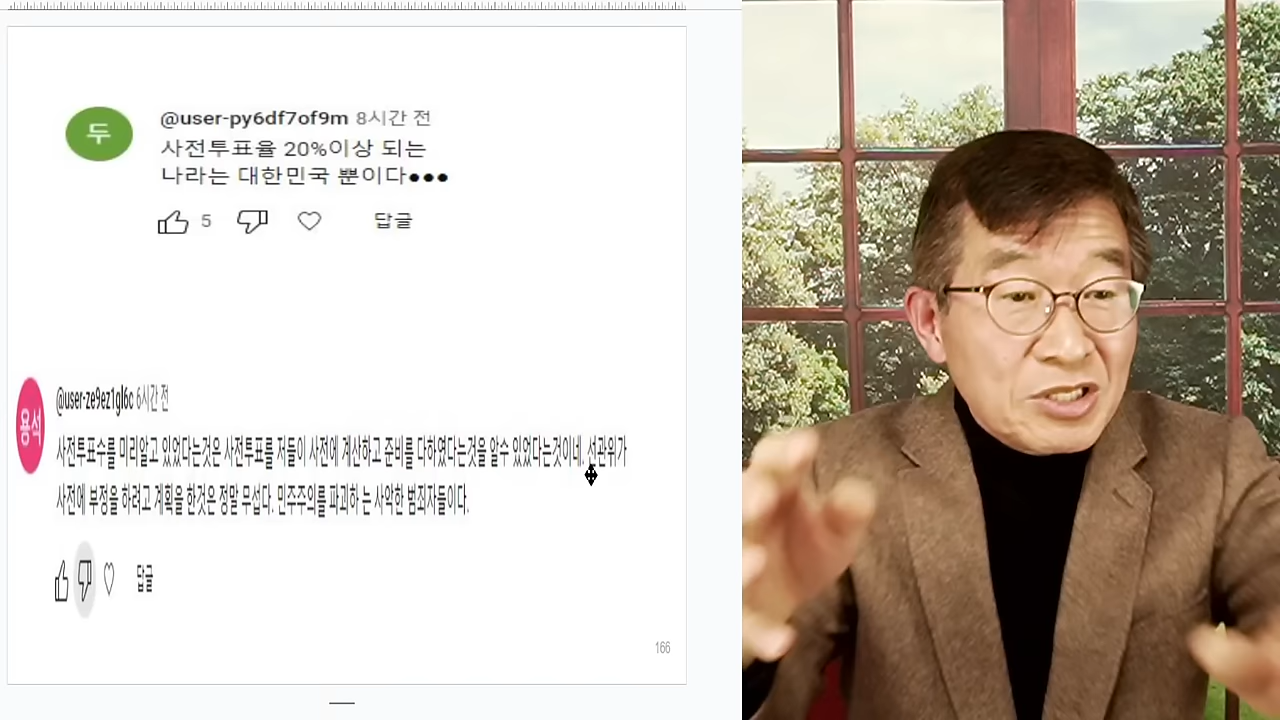 두
@user-py6df7of9m 8시간 전
사전투표율 20%이상 되는
나라는 대한민국 뿐이다●●●
5 답글
용석
@user-ze9ez1gl6c 6시간 전
사전투표수를 미리알고 있었다는것은 사전투표를 저들이 사전에 계산하고 준비를 다하였다는것을 알수 있었다는것이네. 선관위가
사전에 부정을 하려고 계획을 한것은 정말 무섭다. 민주주의를 파괴하 는 사악한 범죄자들이다.
답글
166